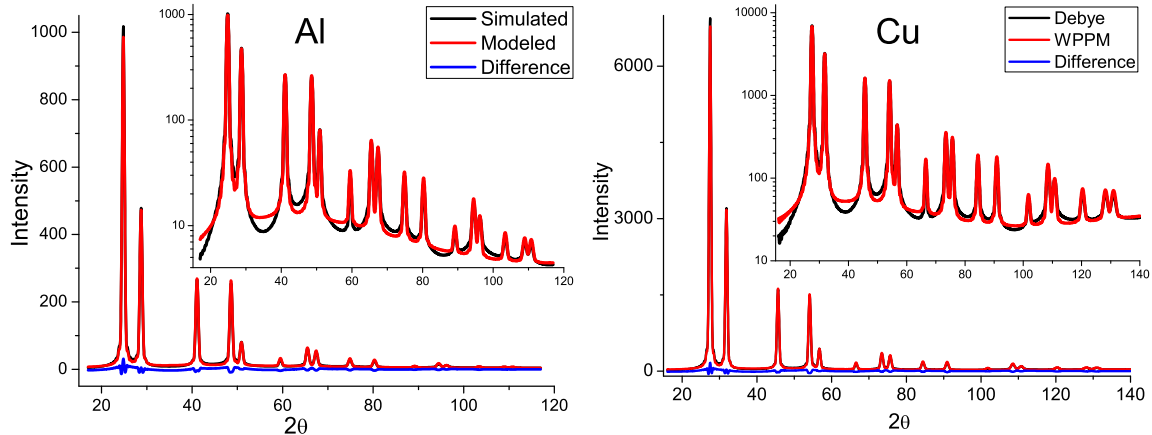 Al
Simulated
Modeled
Difference
1000
100
10
20 40 60 80 100 120
1000
800
600
400
200
0
Intensity
20 40 60 80 100 120
2θ
Cu
Debye
WPPM
Difference
10000
1000
100
10
20 40 60 80 100 120 140
6000
3000
0
Intensity
20 40 60 80 100 120 140
2θ